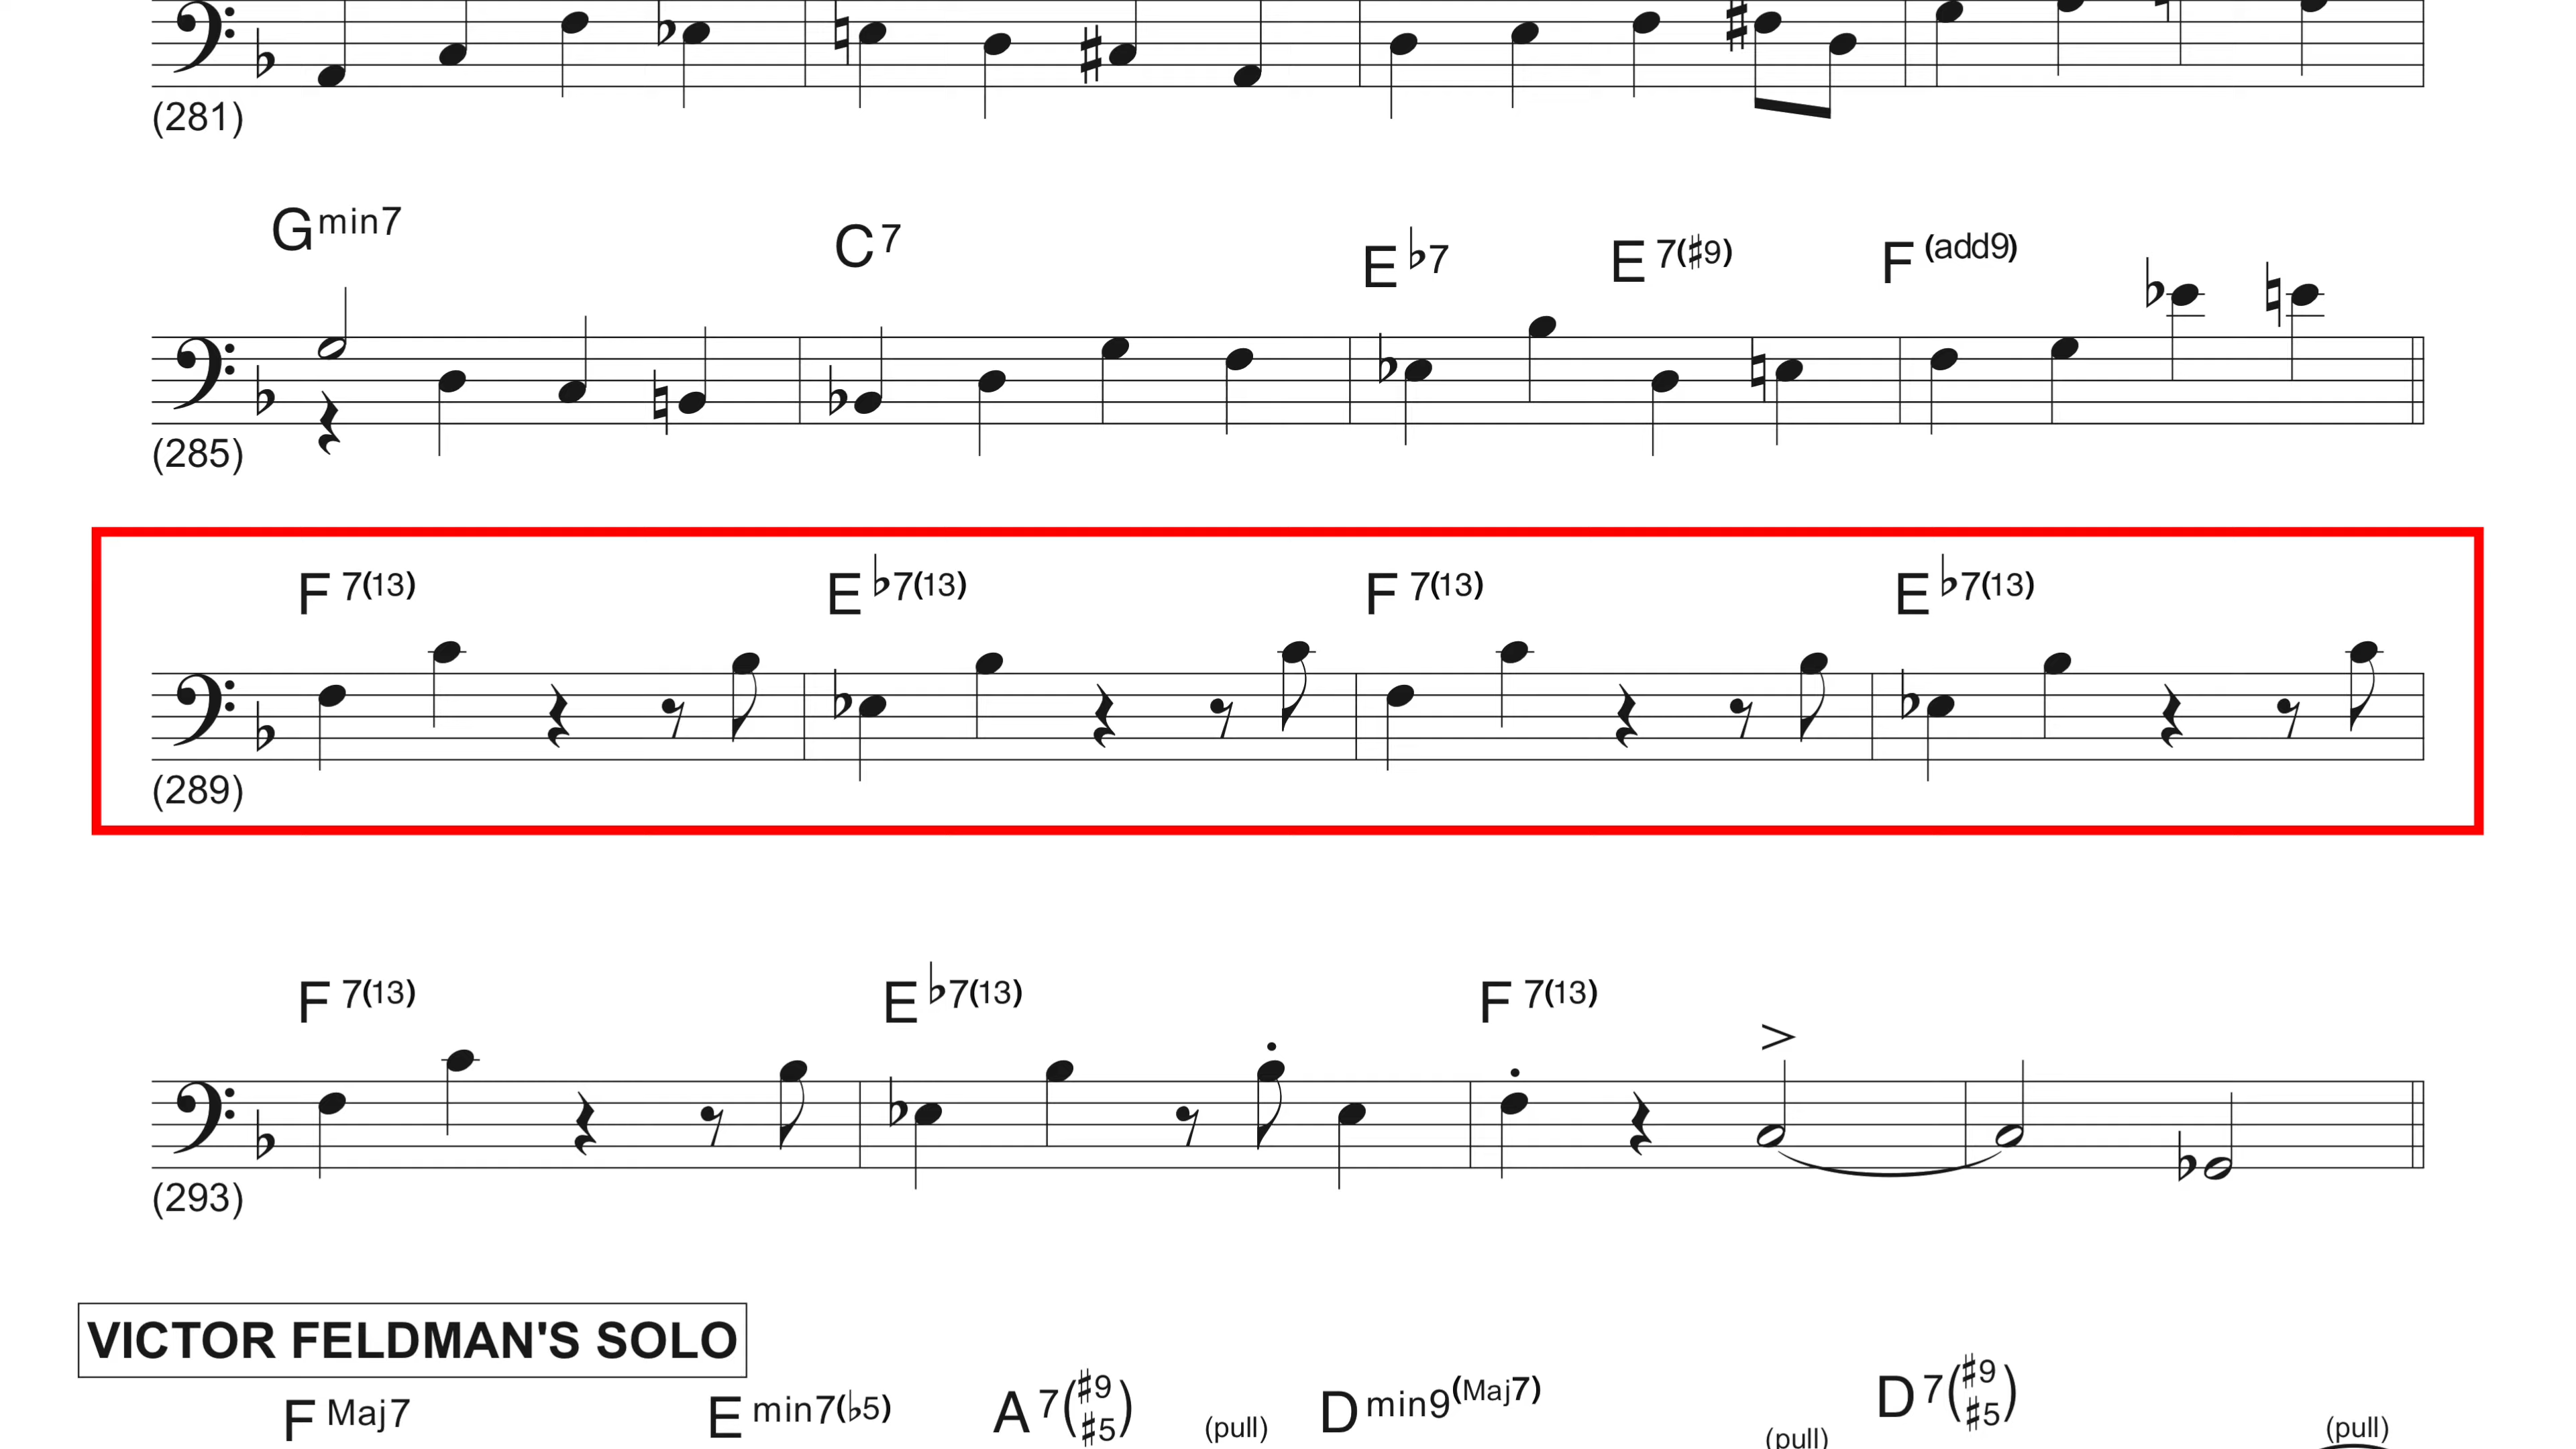 (281)
Gmin7 C7 E♭7 E7(♯9) F(add9)
(285)
F7(13) E♭7(13) F7(13) E♭7(13)
(289)
F7(13) E♭7(13) F7(13)
(293)
VICTOR FELDMAN'S SOLO
FMaj7 Emin7(♭5) A7(♯9♯5) (pull) Dmin9(Maj7) (pull) D7(♯9♯5) (pull)